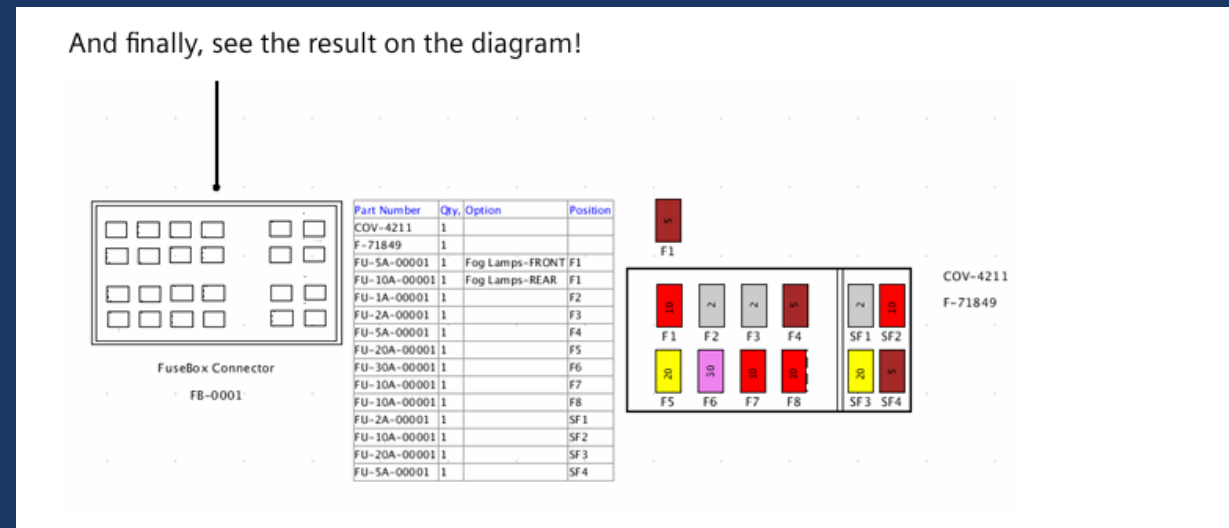 And finally, see the result on the diagram!
Part Number Qty, Option Position
COV-4211 1
F-71849 1
FU-5A-00001 1 Fog Lamps-FRONT F1
FU-10A-00001 1 Fog Lamps-REAR F1
FU-1A-00001 1 F2
FU-2A-00001 1 F3
FU-5A-00001 1 F4
FU-20A-00001 1 F5
FU-30A-00001 1 F6
FU-10A-00001 1 F7
FU-10A-00001 1 F8
FU-2A-00001 1 SF1
FU-10A-00001 1 SF2
FU-20A-00001 1 SF3
FU-5A-00001 1 SF4
FuseBox Connector
FB-0001
5
F1
10 2 2 5 2 10
F1 F2 F3 F4 SF1 SF2
20 30 10 10 20 5
F5 F6 F7 F8 SF3 SF4
COV-4211
F-71849